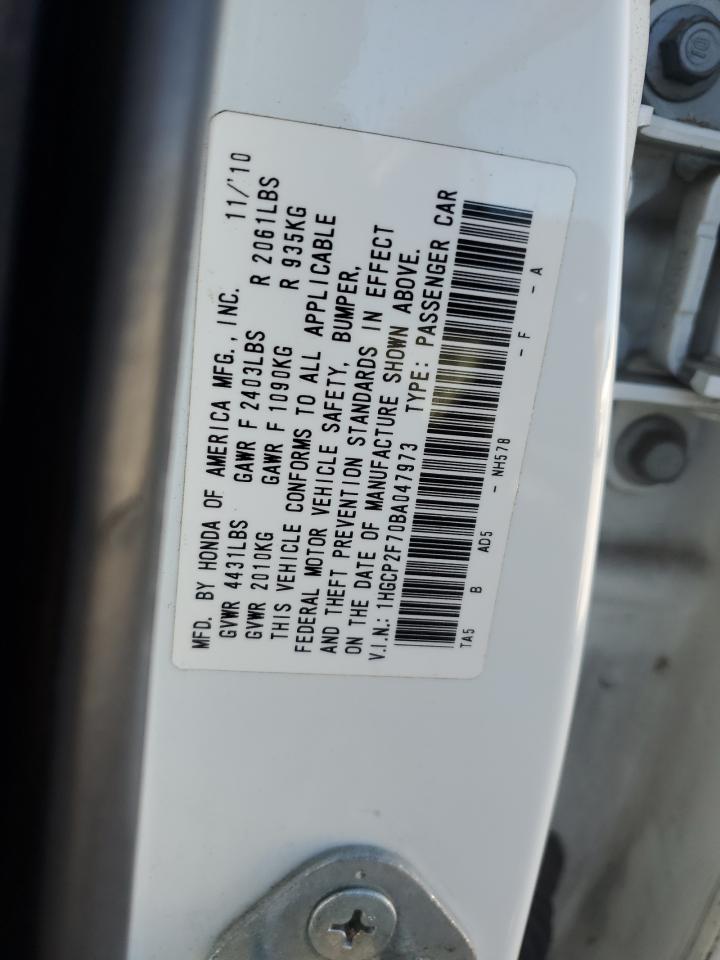 MFD. BY HONDA OF AMERICA MFG., INC. 11/'10
GVWR 4431LBS GAWR F 2403LBS R 2061LBS
GVWR 2010KG GAWR F 1090KG R 935KG
THIS VEHICLE CONFORMS TO ALL APPLICABLE
FEDERAL MOTOR VEHICLE SAFETY, BUMPER,
AND THEFT PREVENTION STANDARDS IN EFFECT
ON THE DATE OF MANUFACTURE SHOWN ABOVE.
V.I.N.: 1HGCP2F70BA047973 TYPE: PASSENGER CAR
TA5 B AD5 - NH578 - F - A
10